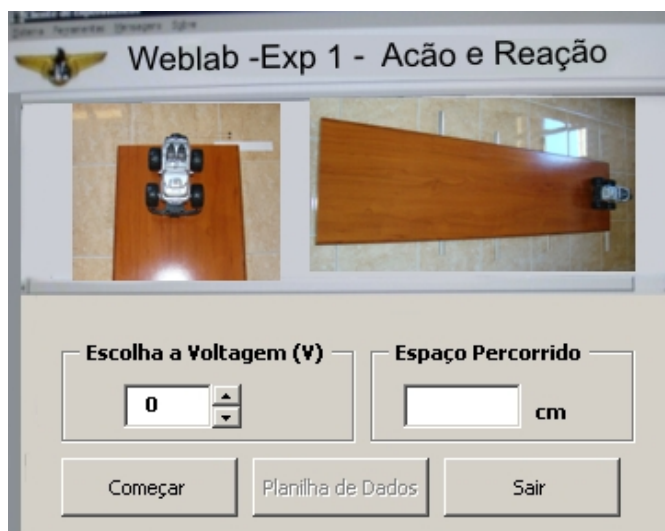 Weblab -Exp 1 - Acão e Reação
Escolha a Voltagem (V)
Espaço Percorrido
0
cm
Começar
Planilha de Dados
Sair